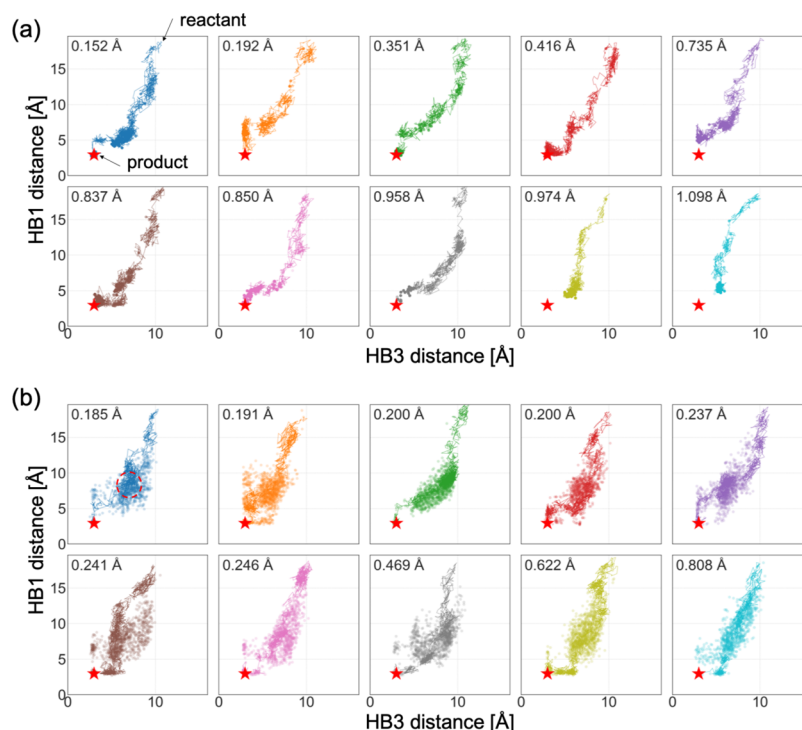 (a)
reactant
0.152 Å
0.192 Å
0.351 Å
0.416 Å
0.735 Å
15
10
5
0
product
0.837 Å
0.850 Å
0.958 Å
0.974 Å
1.098 Å
15
10
5
0
0 10 0 10 0 10 0 10 0 10
HB1 distance [Å]
HB3 distance [Å]
(b)
0.185 Å
0.191 Å
0.200 Å
0.200 Å
0.237 Å
15
10
5
0
0.241 Å
0.246 Å
0.469 Å
0.622 Å
0.808 Å
15
10
5
0
0 10 0 10 0 10 0 10 0 10
HB1 distance [Å]
HB3 distance [Å]